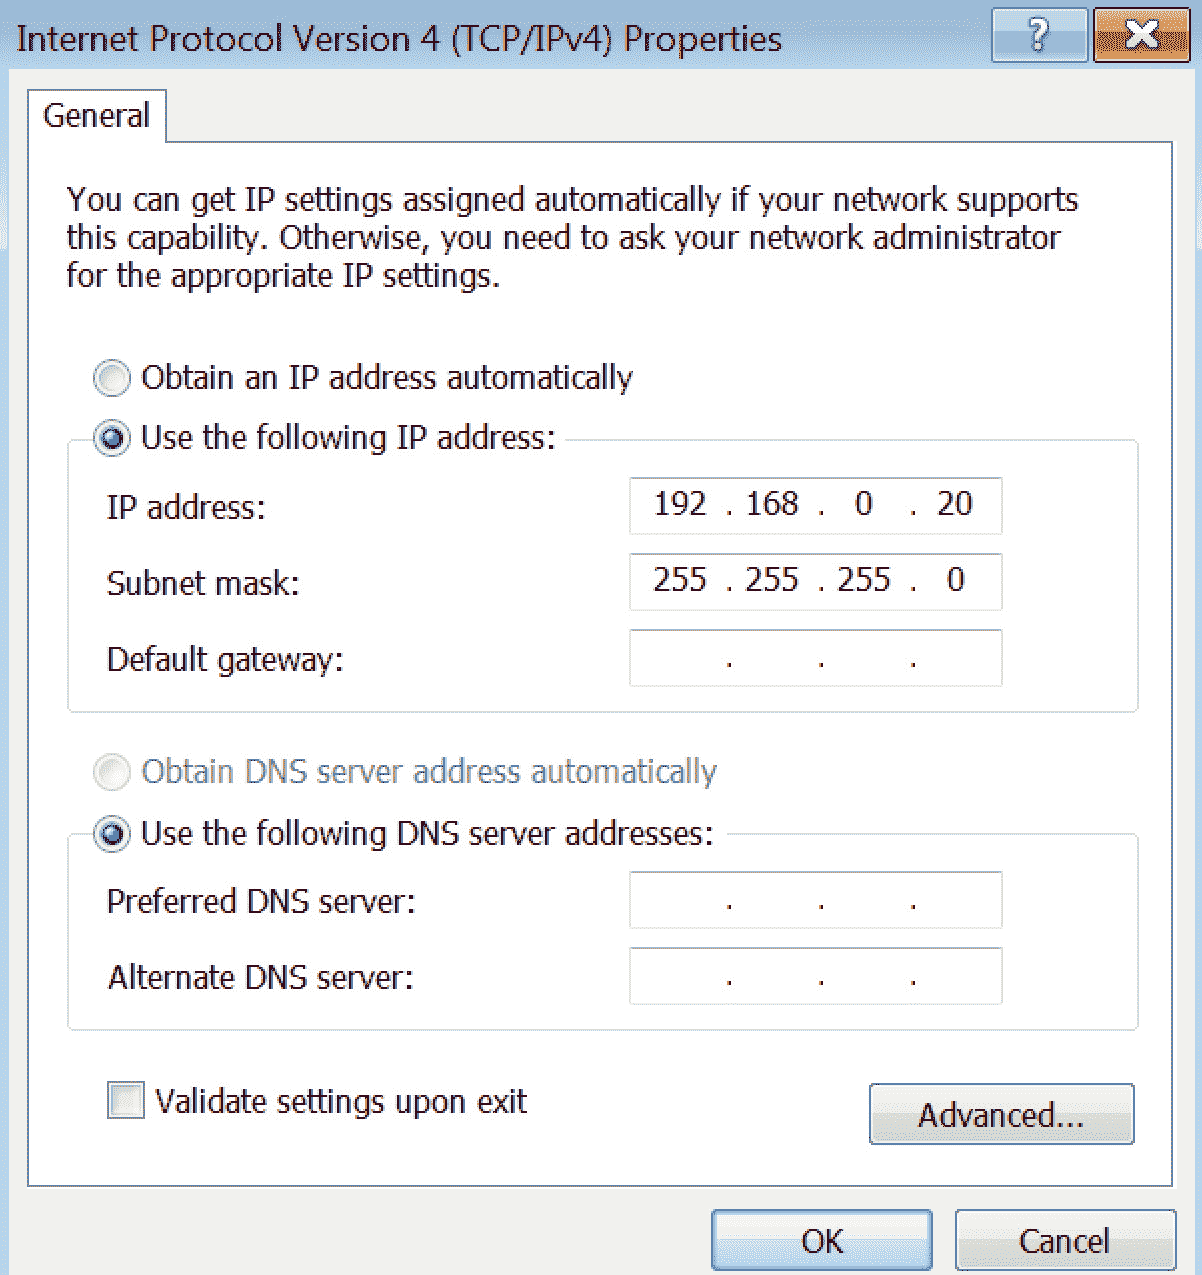 Internet Protocol Version 4 (TCP/IPv4) Properties
?
General
You can get IP settings assigned automatically if your network supports
this capability. Otherwise, you need to ask your network administrator
for the appropriate IP settings.
Obtain an IP address automatically
Use the following IP address:
IP address: 192 . 168 . 0 . 20
Subnet mask: 255 . 255 . 255 . 0
Default gateway: . . .
Obtain DNS server address automatically
Use the following DNS server addresses:
Preferred DNS server: . . .
Alternate DNS server: . . .
Validate settings upon exit
Advanced...
OK Cancel